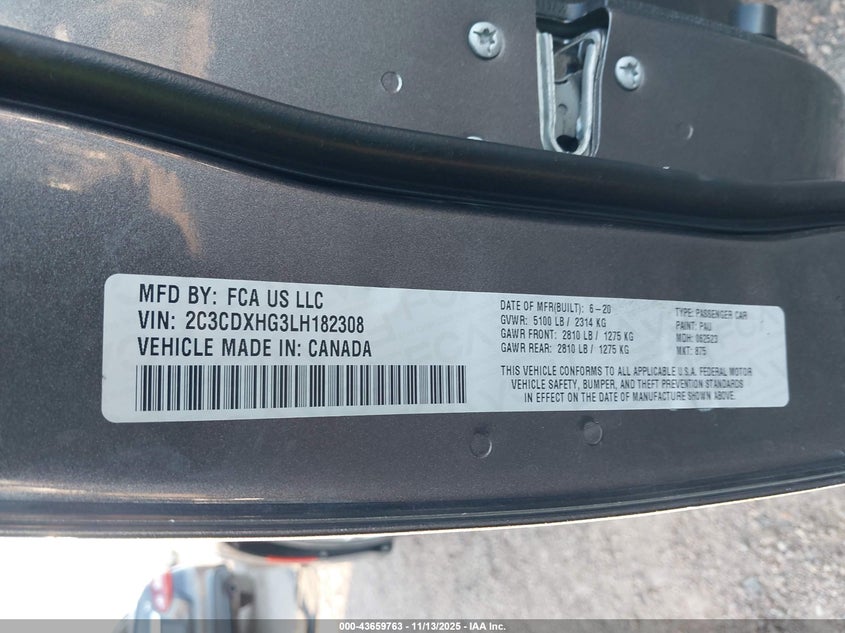 MFD BY: FCA US LLC
VIN: 2C3CDXHG3LH182308
VEHICLE MADE IN: CANADA
DATE OF MFR(BUILT): 6-20
GVWR: 5100 LB / 2314 KG
GAWR FRONT: 2810 LB / 1275 KG
GAWR REAR: 2810 LB / 1275 KG
TYPE: PASSENGER CAR
PAINT: PAU
MDH: 062523
MKT: 875
THIS VEHICLE CONFORMS TO ALL APPLICABLE U.S.A. FEDERAL MOTOR
VEHICLE SAFETY, BUMPER, AND THEFT PREVENTION STANDARDS
IN EFFECT ON THE DATE OF MANUFACTURE SHOWN ABOVE.
000-43659763 - 11/13/2025 - IAA Inc.